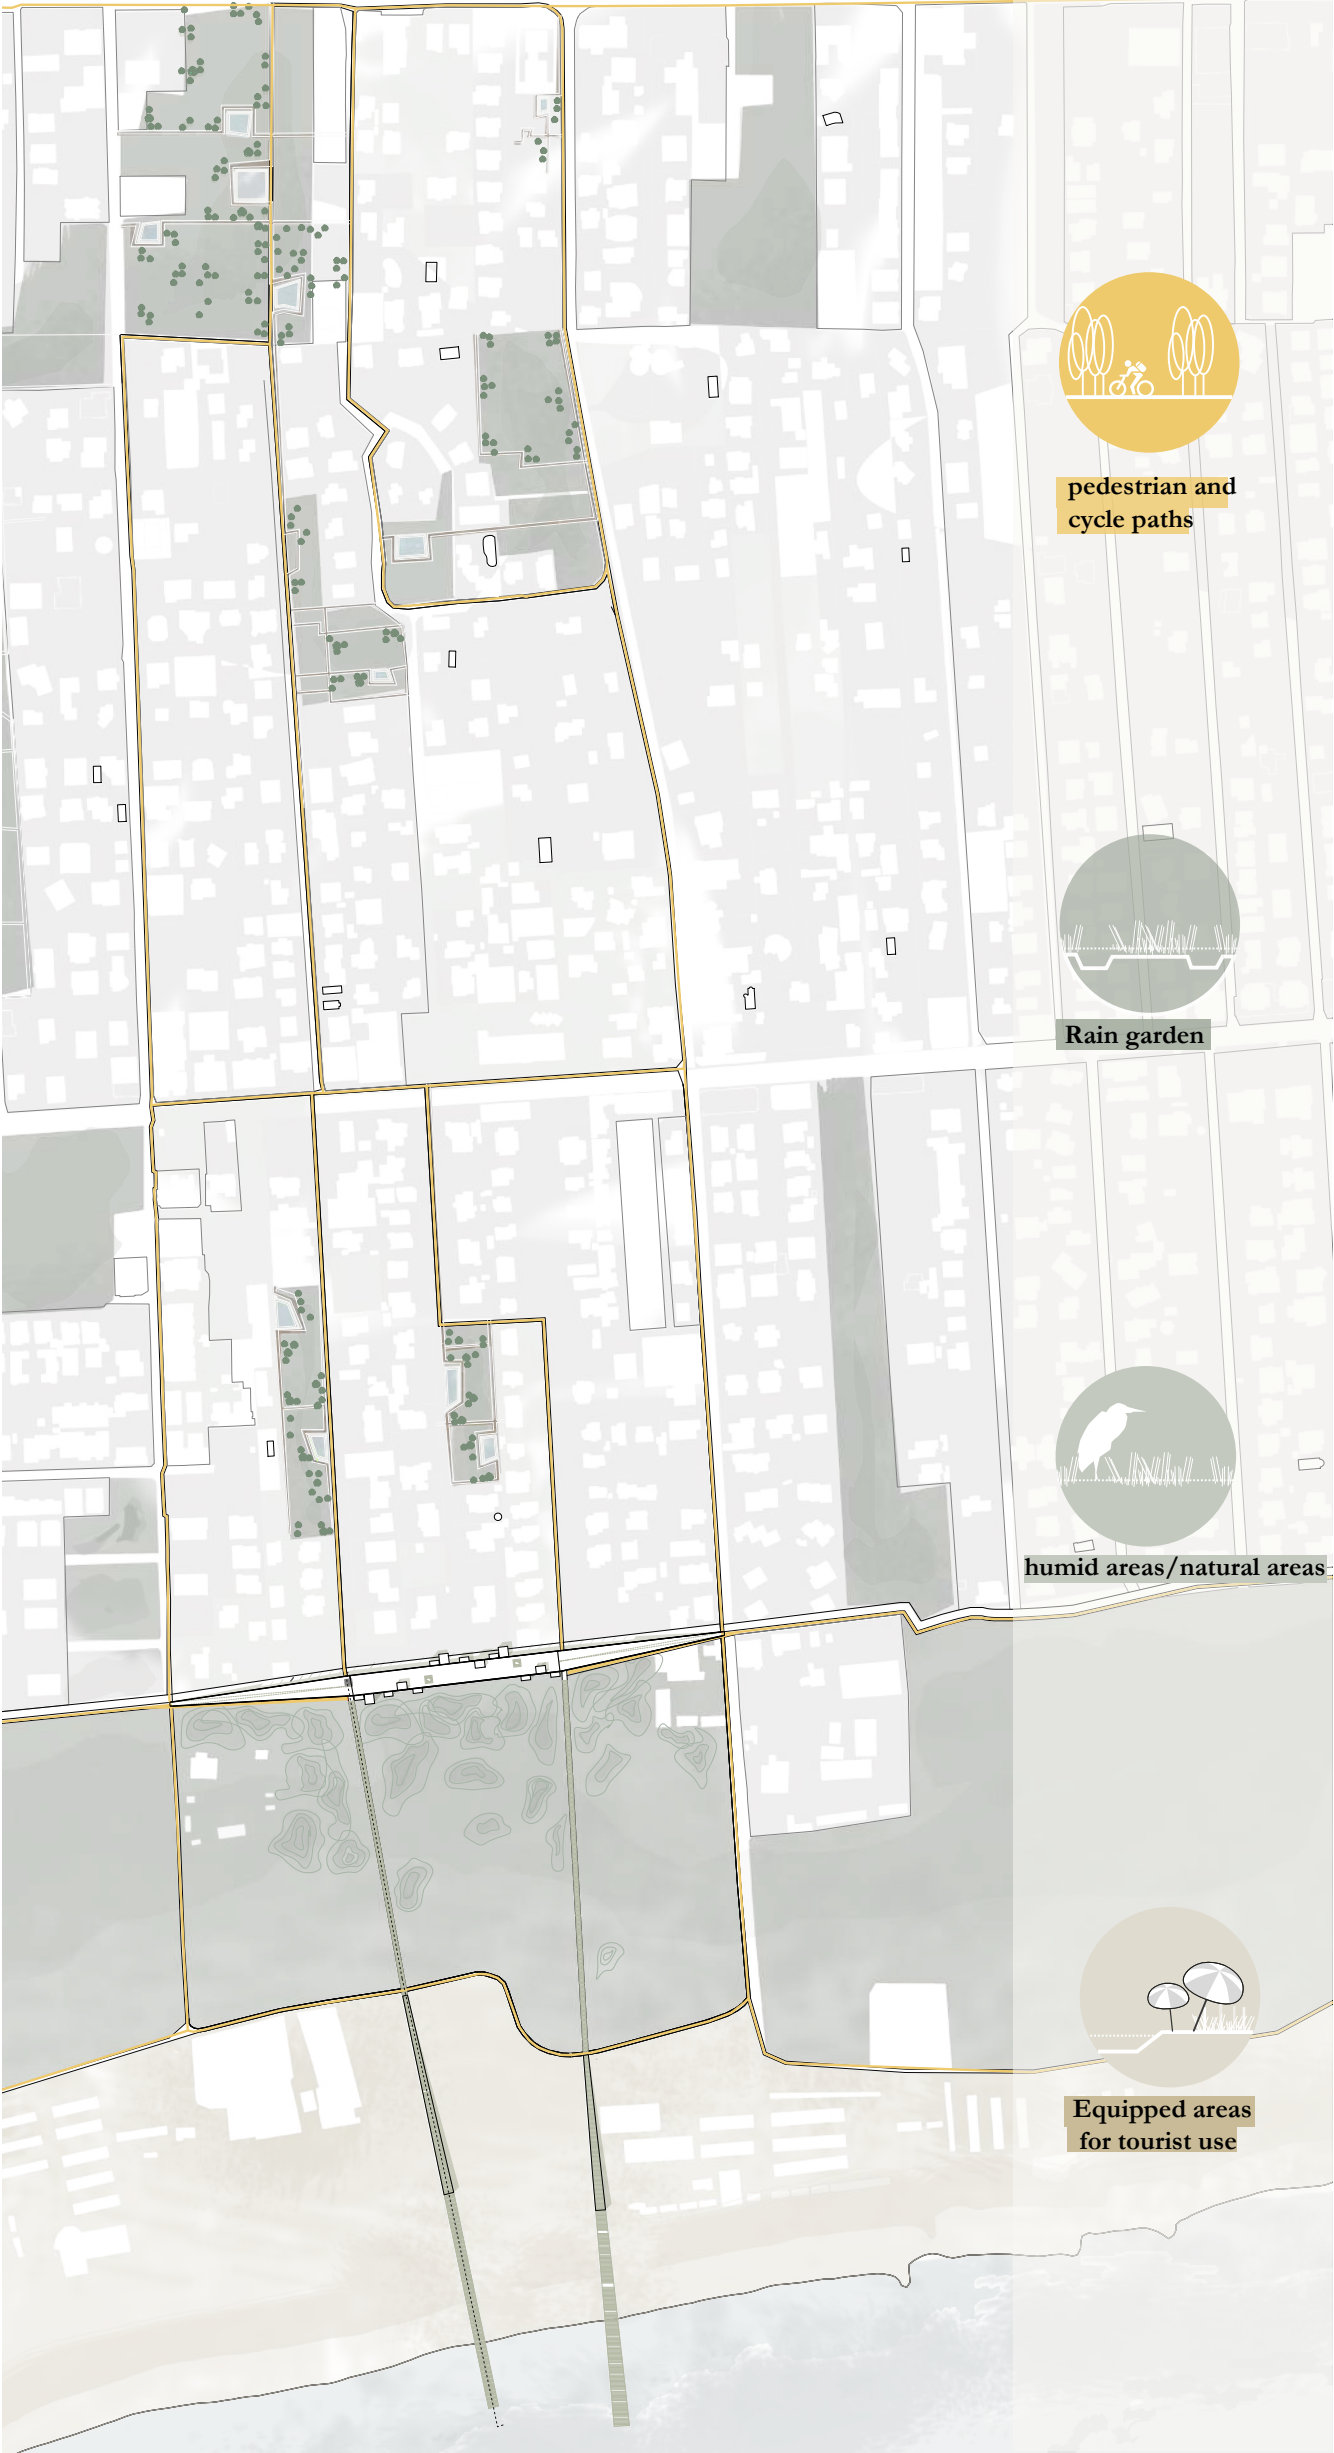 pedestrian and
cycle paths
Rain garden
humid areas/natural areas
Equipped areas
for tourist use